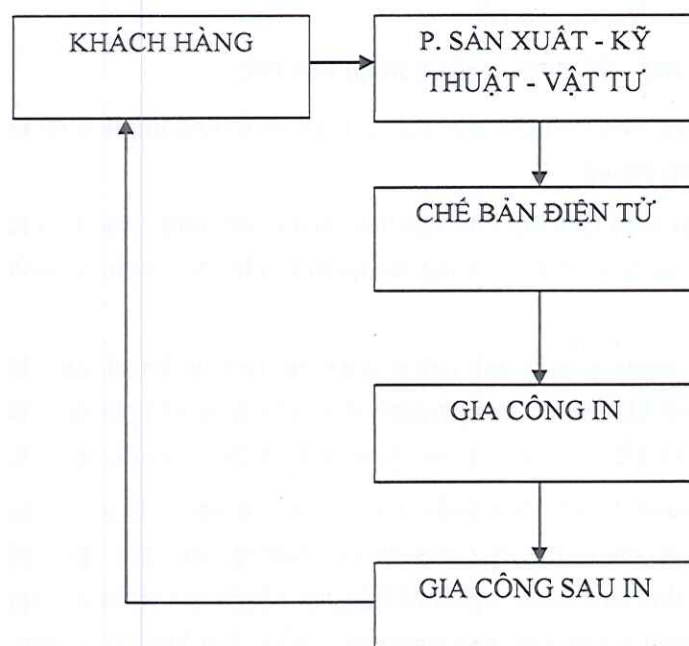 KHÁCH HÀNG
P. SẢN XUẤT - KỸ
THUẬT - VẬT TƯ
CHẾ BẢN ĐIỆN TỬ
GIA CÔNG IN
GIA CÔNG SAU IN